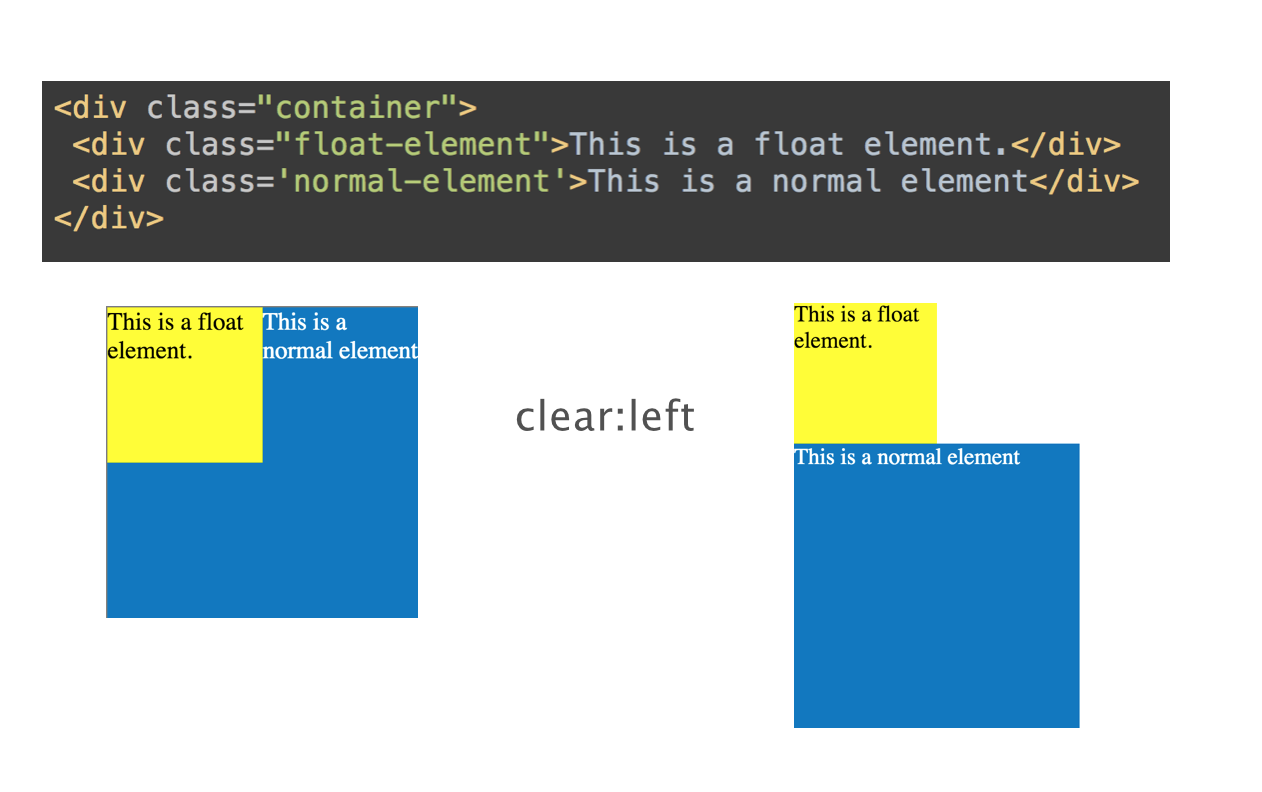 <div class="container">
<div class="float-element">This is a float element.</div>
<div class='normal-element'>This is a normal element</div>
</div>
This is a float
element.
This is a
normal element
clear:left
This is a float
element.
This is a normal element